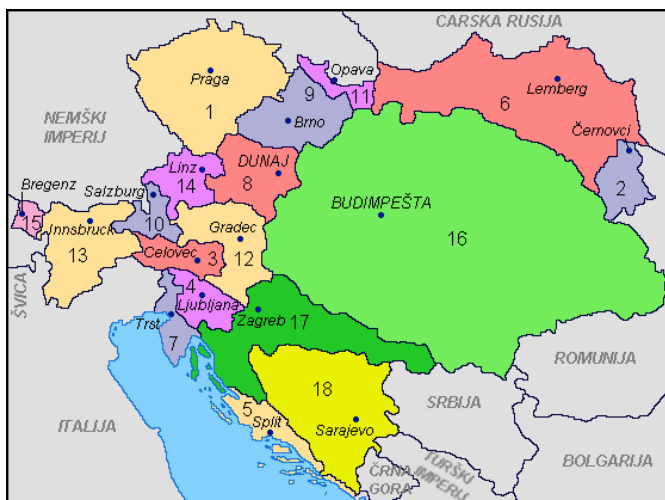 CARSKA RUSIJA
Opava
Praga
9
11
Lemberg
1
6
NEMŠKI
IMPERIJ
Brno
Černovci
Linz
DUNAJ
14
8
2
Bregenz
Salzburg
15
BUDIMPEŠTA
10
Innsbruck
Gradec
16
13
Celovec
3
12
ŠVICA
4
Ljubljana
Trst
Zagreb
17
7
ROMUNIJA
18
5
SRBIJA
ITALIJA
Split
Sarajevo
BOLGARIJA
ČRNA
GORA
TURŠKI
IMPERIJ